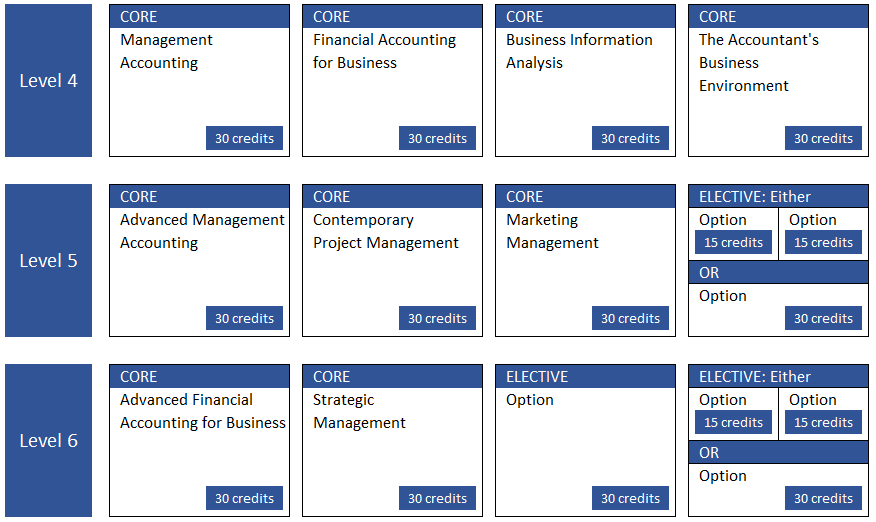 Level 4
CORE
Management
Accounting
30 credits
CORE
Financial Accounting
for Business
30 credits
CORE
Business Information
Analysis
30 credits
CORE
The Accountant's
Business
Environment
30 credits
Level 5
CORE
Advanced Management
Accounting
30 credits
CORE
Contemporary
Project Management
30 credits
CORE
Marketing
Management
30 credits
ELECTIVE: Either
Option
15 credits
Option
15 credits
OR
Option
30 credits
Level 6
CORE
Advanced Financial
Accounting for Business
30 credits
CORE
Strategic
Management
30 credits
ELECTIVE
Option
30 credits
ELECTIVE: Either
Option
15 credits
Option
15 credits
OR
Option
30 credits